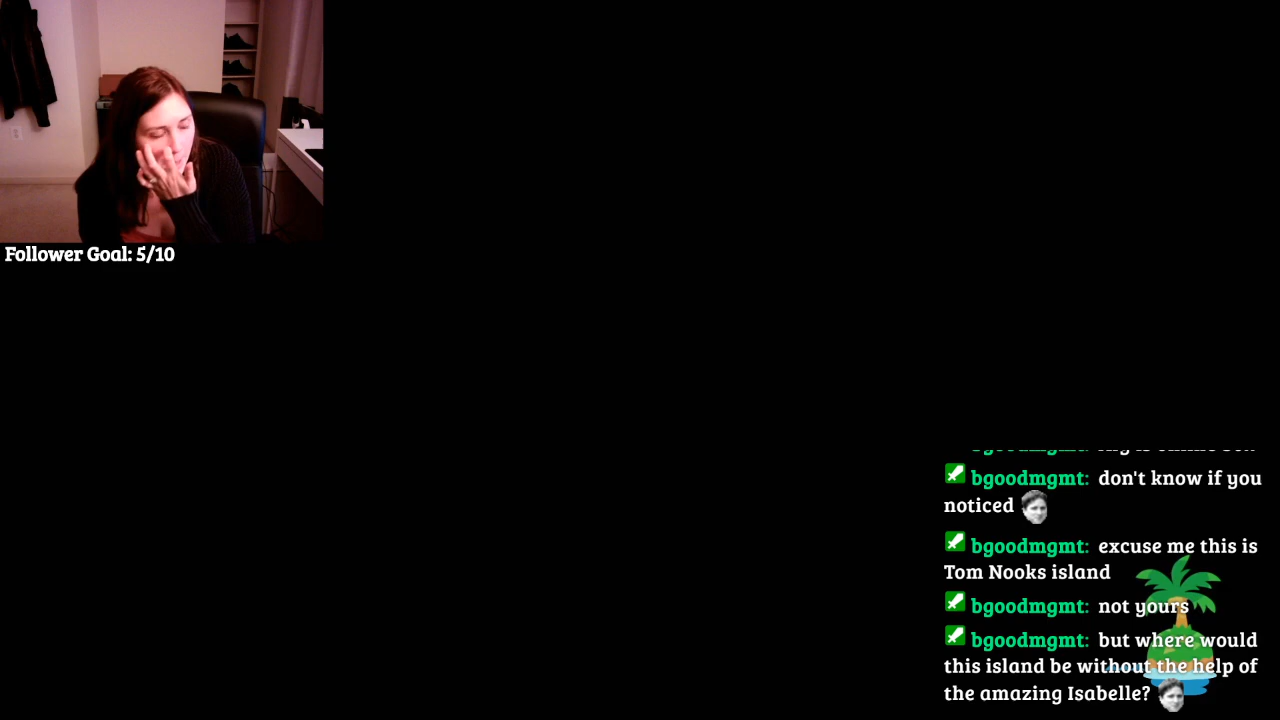 Follower Goal: 5/10
bgoodmgmt:
bgoodmgmt: don't know if you
noticed
bgoodmgmt: excuse me this is
Tom Nooks island
bgoodmgmt: not yours
bgoodmgmt: but where would
this island be without the help of
the amazing Isabelle?